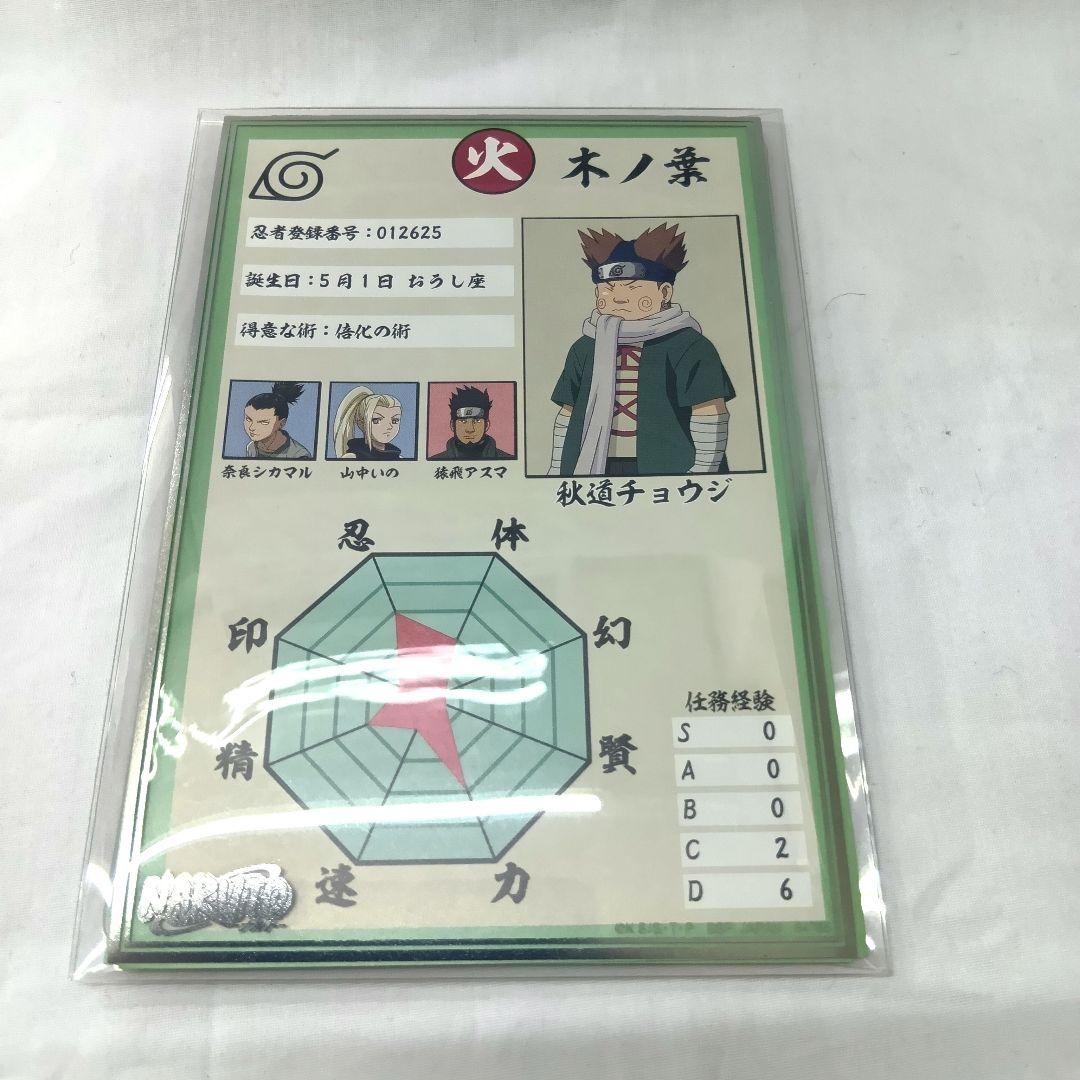 火 木ノ葉
忍者登録番号：012625
誕生日：5月1日 おうし座
得意な術：倍化の術
奈良シカマル 山中いの 猿飛アスマ
秋道チョウジ
忍 体
印 幻
精 賢
速 力
任務経験
S 0
A 0
B 0
C 2
D 6
NARUTO